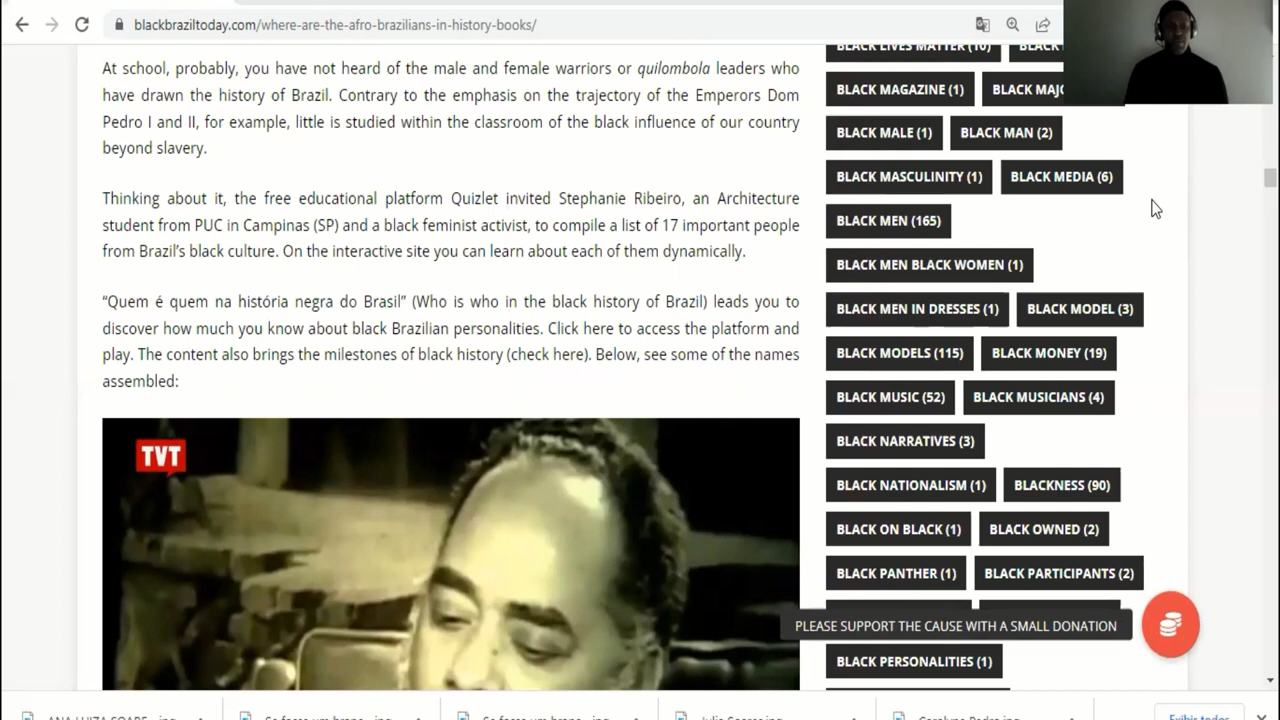 blackbraziltoday.com/where-are-the-afro-brazilians-in-history-books/
At school, probably, you have not heard of the male and female warriors or quilombola leaders who
have drawn the history of Brazil. Contrary to the emphasis on the trajectory of the Emperors Dom
Pedro I and II, for example, little is studied within the classroom of the black influence of our country
beyond slavery.
Thinking about it, the free educational platform Quizlet invited Stephanie Ribeiro, an Architecture
student from PUC in Campinas (SP) and a black feminist activist, to compile a list of 17 important people
from Brazil’s black culture. On the interactive site you can learn about each of them dynamically.
“Quem é quem na história negra do Brasil” (Who is who in the black history of Brazil) leads you to
discover how much you know about black Brazilian personalities. Click here to access the platform and
play. The content also brings the milestones of black history (check here). Below, see some of the names
assembled:
TVT
BLACK LIVES MATTER (10)
BLACK MAGAZINE (1) BLACK
BLACK MALE (1) BLACK MAN (2)
BLACK MASCULINITY (1) BLACK MEDIA (6)
BLACK MEN (165)
BLACK MEN BLACK WOMEN (1)
BLACK MEN IN DRESSES (1) BLACK MODEL (3)
BLACK MODELS (115) BLACK MONEY (19)
BLACK MUSIC (52) BLACK MUSICIANS (4)
BLACK NARRATIVES (3)
BLACK NATIONALISM (1) BLACKNESS (90)
BLACK ON BLACK (1) BLACK OWNED (2)
BLACK PANTHER (1) BLACK PARTICIPANTS (2)
PLEASE SUPPORT THE CAUSE WITH A SMALL DONATION
BLACK PERSONALITIES (1)